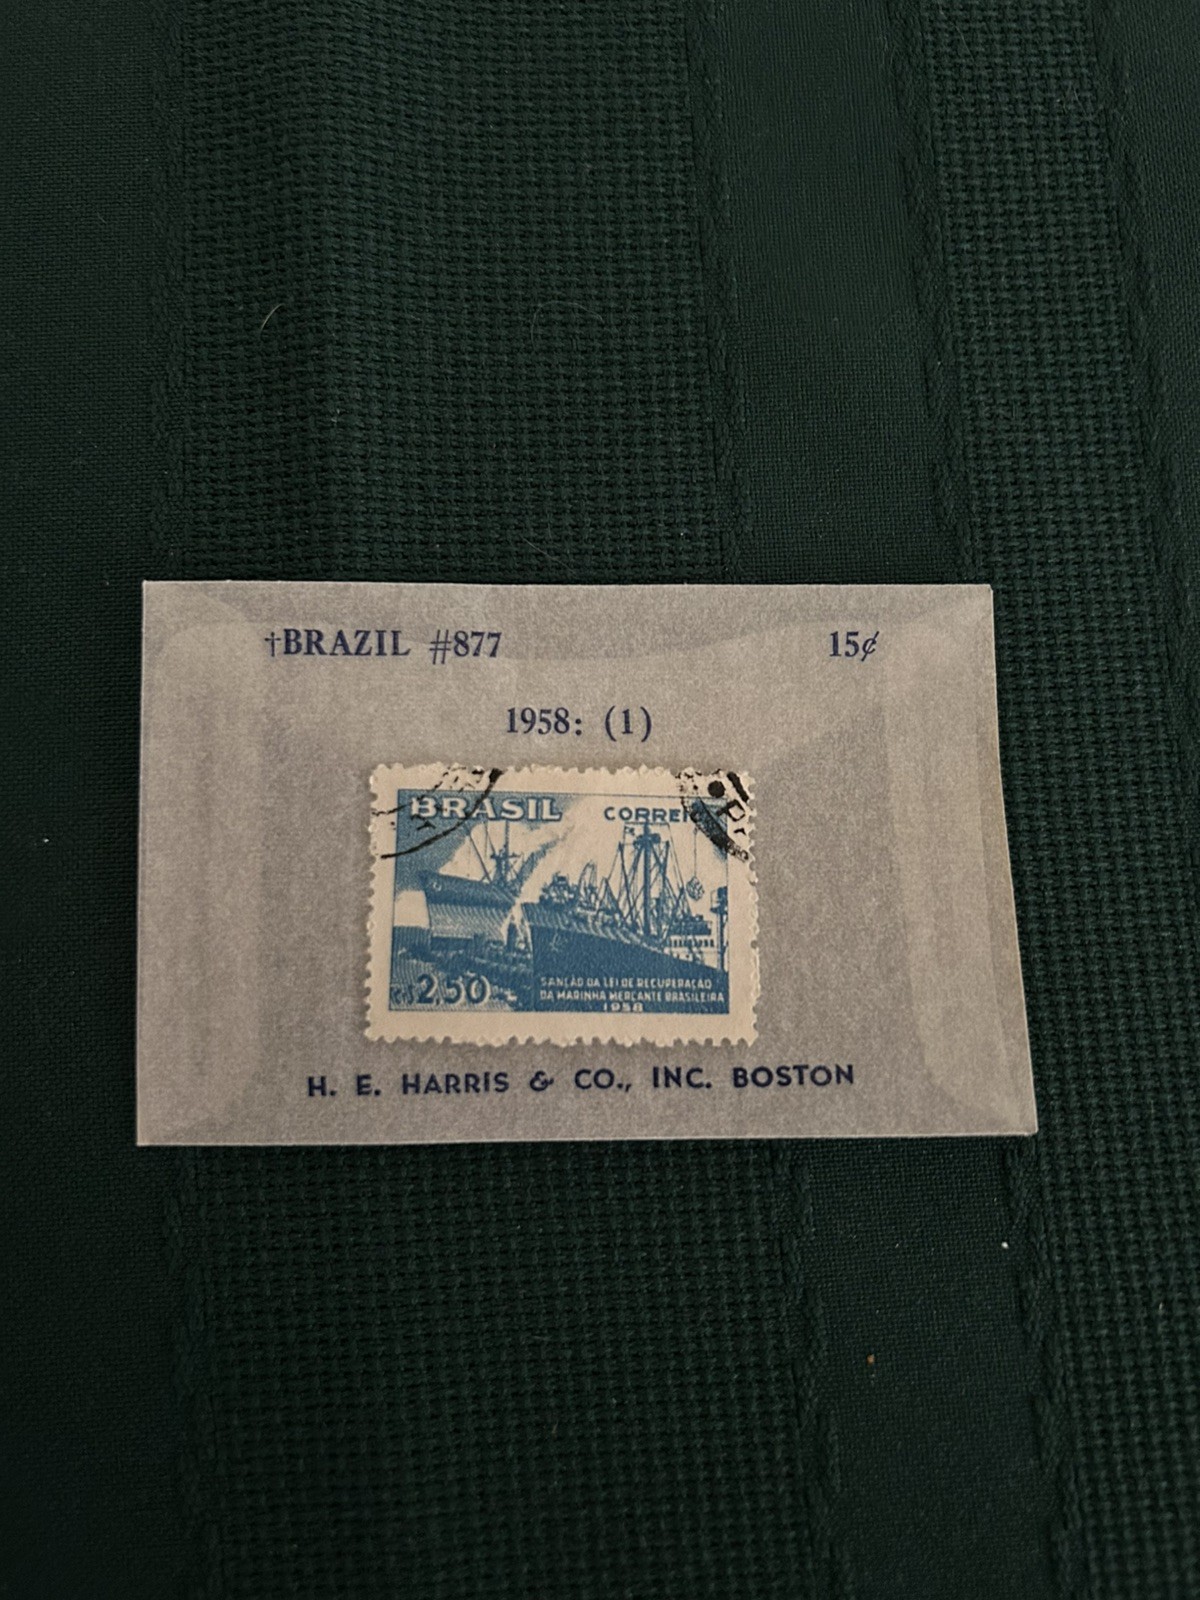 †BRAZIL #877 15¢
1958: (1)
BRASIL CORREI
2,50
SANÇÃO DA LEI DE RECUPERAÇÃO
DA MARINHA MERCANTE BRASILEIRA
1958
H. E. HARRIS & CO., INC. BOSTON